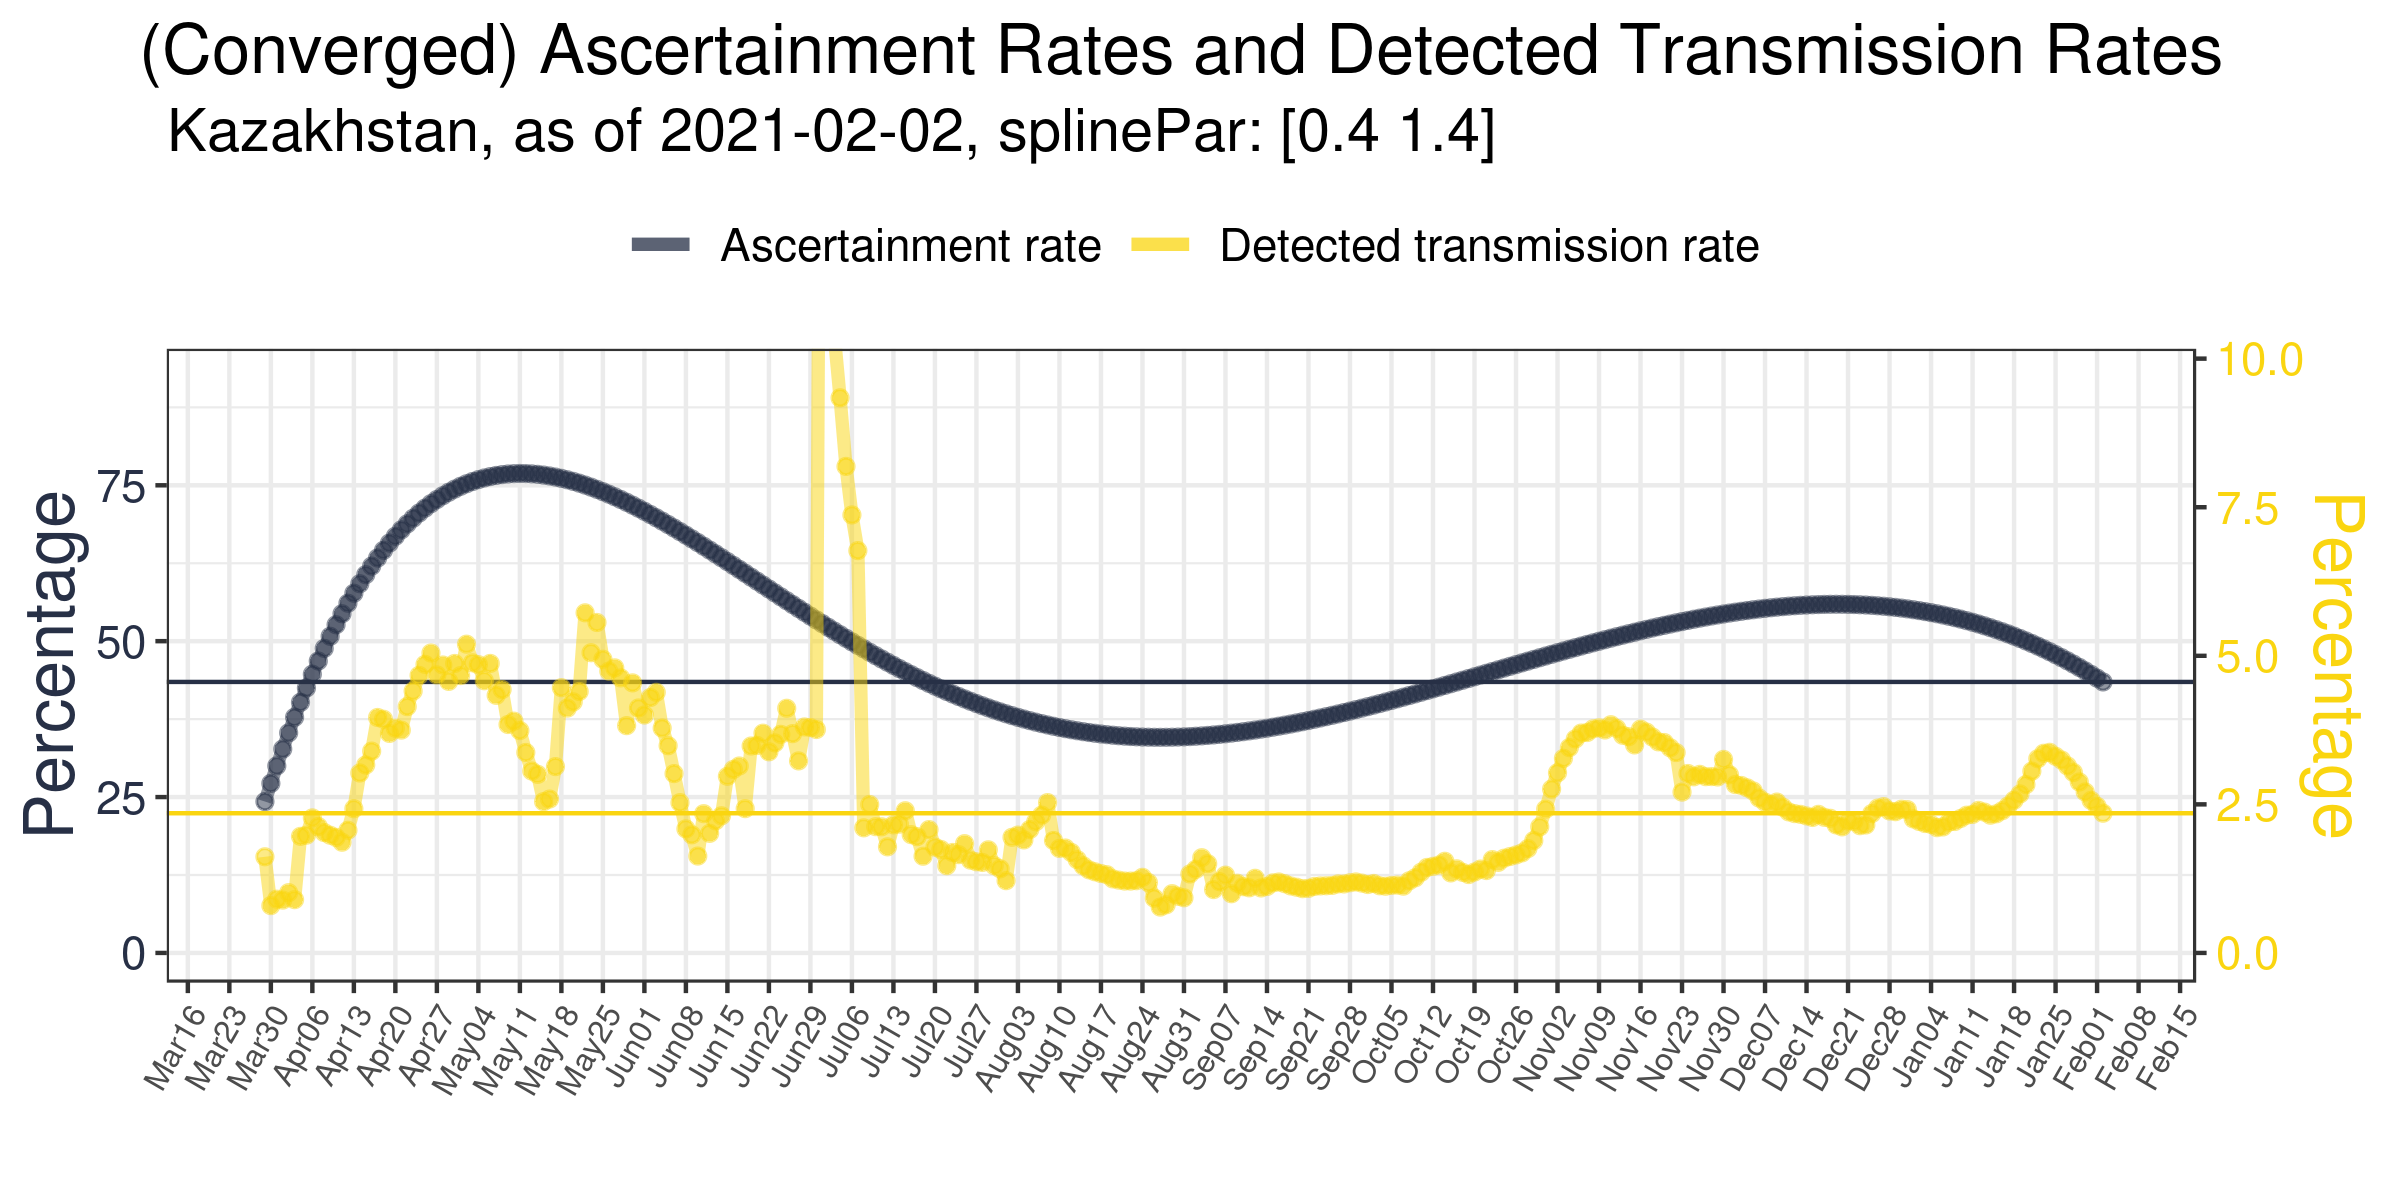 (Converged) Ascertainment Rates and Detected Transmission Rates
Kazakhstan, as of 2021-02-02, splinePar: [0.4 1.4]
Ascertainment rate
Detected transmission rate
Percentage
75
50
25
0
10.0
7.5
5.0
2.5
0.0
Percentage
Mar16
Mar23
Mar30
Apr06
Apr13
Apr20
Apr27
May04
May11
May18
May25
Jun01
Jun08
Jun15
Jun22
Jun29
Jul06
Jul13
Jul20
Jul27
Aug03
Aug10
Aug17
Aug24
Aug31
Sep07
Sep14
Sep21
Sep28
Oct05
Oct12
Oct19
Oct26
Nov02
Nov09
Nov16
Nov23
Nov30
Dec07
Dec14
Dec21
Dec28
Jan04
Jan11
Jan18
Jan25
Feb01
Feb08
Feb15